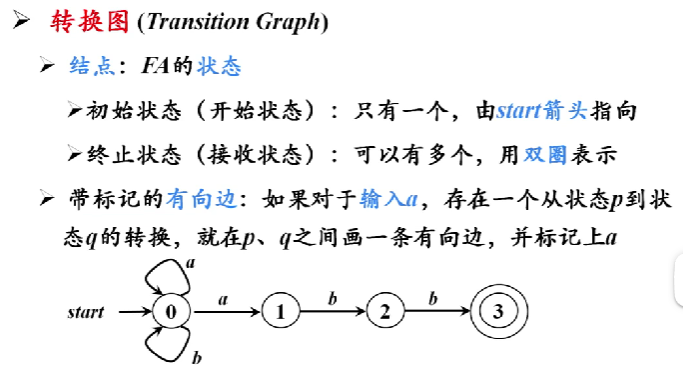 转换图 (Transition Graph)
结点：FA的状态
初始状态（开始状态）：只有一个，由start箭头指向
终止状态（接收状态）：可以有多个，用双圈表示
带标记的有向边：如果对于输入a，存在一个从状态p到状
态q的转换，就在p、q之间画一条有向边，并标记上a
a
start 0 a 1 b 2 b 3
b